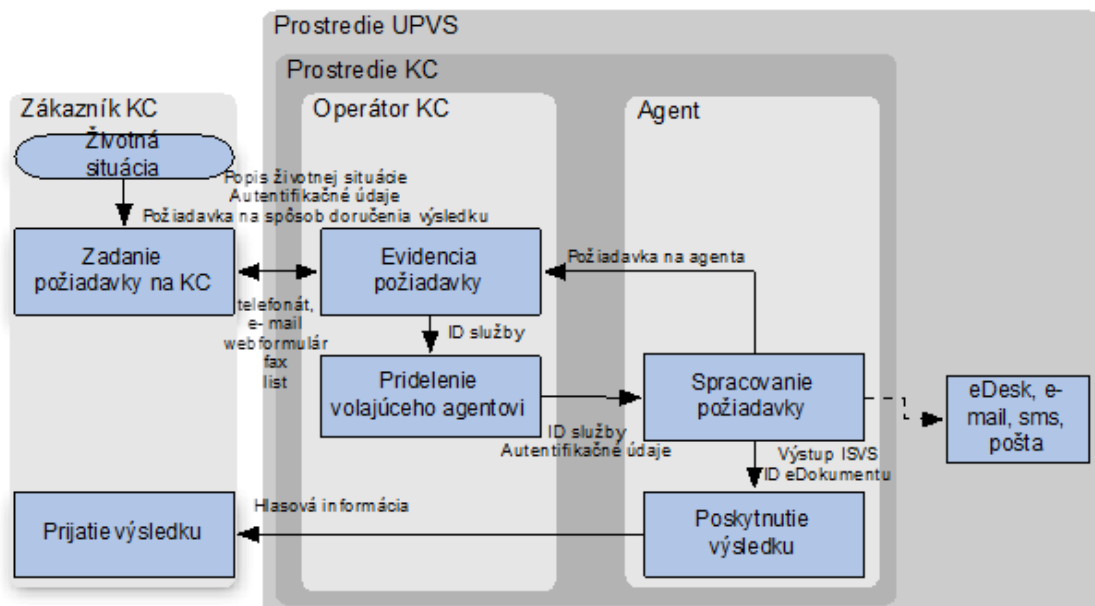 Prostredie UPVS
Prostredie KC
Zákazník KC
Operátor KC
Agent
Životná
situácia
Popis životnej situácie
Autentifikačné údaje
Požiadavka na spôsob doručenia výsledku
Zadanie
požiadavky na KC
Evidencia
požiadavky
Požiadavka na agenta
telefonát,
e- mail
webformulár
fax
list
ID služby
Pridelenie
volajúceho agentovi
Spracovanie
požiadavky
eDesk, e-
mail, sms,
pošta
ID služby
Autentifikačné údaje
Výstup ISVS
ID eDokumentu
Prijatie výsledku
Hlasová informácia
Poskytnutie
výsledku